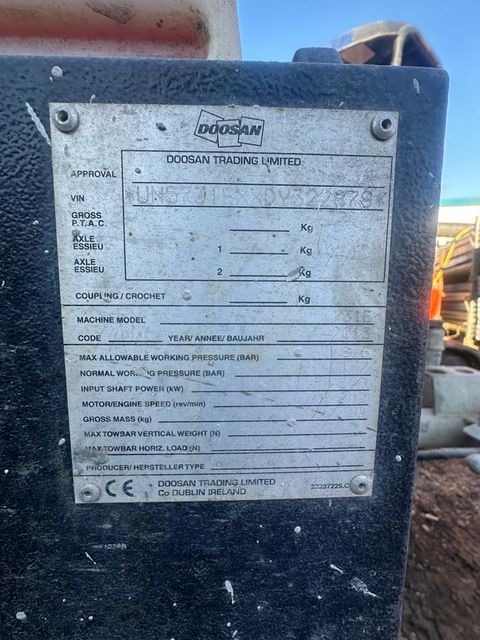 DOOSAN
DOOSAN TRADING LIMITED
APPROVAL
VIN
GROSS Kg
P.T.A.C.
AXLE 1 Kg
ESSIEU
AXLE 2 Kg
ESSIEU
COUPLING / CROCHET Kg
MACHINE MODEL
CODE YEAR/ ANNEE/ BAUJAHR
MAX ALLOWABLE WORKING PRESSURE (BAR)
NORMAL WORKING PRESSURE (BAR)
INPUT SHAFT POWER (kW)
MOTOR/ENGINE SPEED (rev/min)
GROSS MASS (kg)
MAX TOWBAR VERTICAL WEIGHT (N)
MAX TOWBAR HORIZ. LOAD (N)
PRODUCER/ HERSTELLER TYPE
CE DOOSAN TRADING LIMITED
Co DUBLIN IRELAND